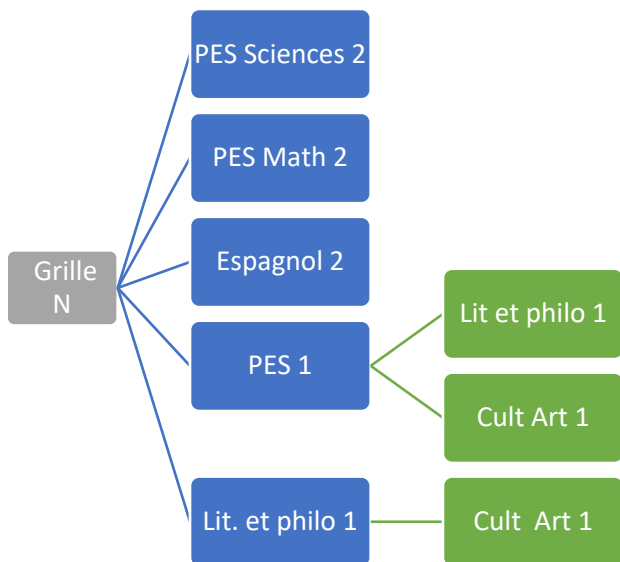 PES Sciences 2
PES Math 2
Espagnol 2
Grille
N
Lit et philo 1
PES 1
Cult Art 1
Lit. et philo 1
Cult Art 1